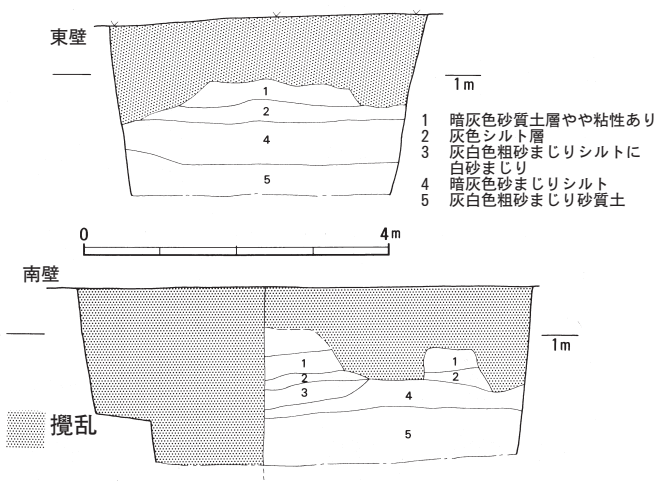 東壁
1
2
4
5
1m
1 暗灰色砂質土層やや粘性あり
2 灰色シルト層
3 灰白色粗砂まじりシルトに
白砂まじり
4 暗灰色砂まじりシルト
5 灰白色粗砂まじり砂質土
0 4m
南壁
1
2
3
1
2
4
5
1m
攪乱